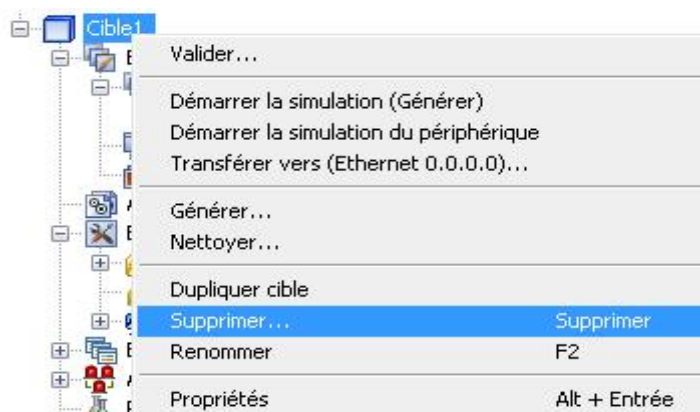 Cible1
Valider...
Démarrer la simulation (Générer)
Démarrer la simulation du périphérique
Transférer vers (Ethernet 0.0.0.0)...
Générer...
Nettoyer...
Dupliquer cible
Supprimer... Supprimer
Renommer F2
Propriétés Alt + Entrée